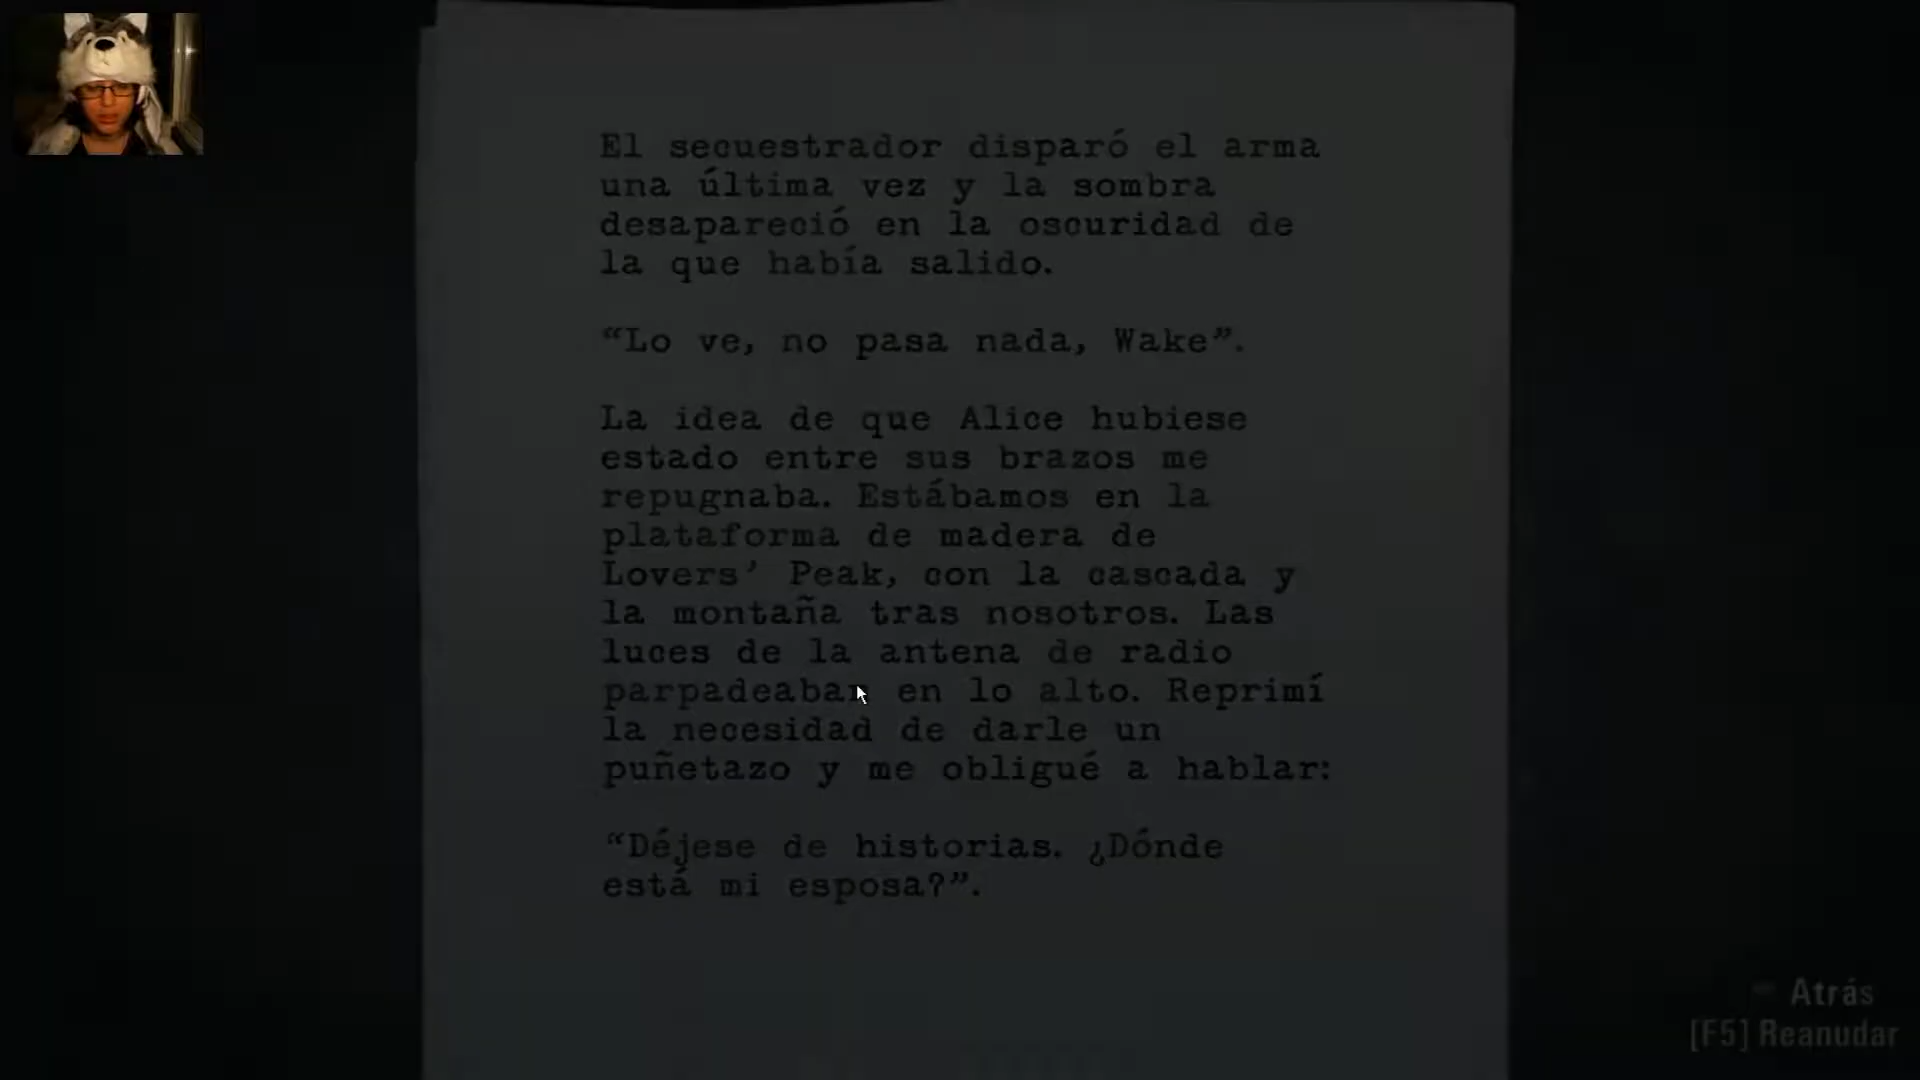 El secuestrador disparó el arma
una última vez y la sombra
desapareció en la oscuridad de
la que había salido.
“Lo ve, no pasa nada, Wake”.
La idea de que Alice hubiese
estado entre sus brazos me
repugnaba. Estábamos en la
plataforma de madera de
Lovers’ Peak, con la cascada y
la montaña tras nosotros. Las
luces de la antena de radio
parpadeaban en lo alto. Reprimí
la necesidad de darle un
puñetazo y me obligué a hablar:
“Déjese de historias. ¿Dónde
está mi esposa?”.
Atrás
[F5] Reanudar